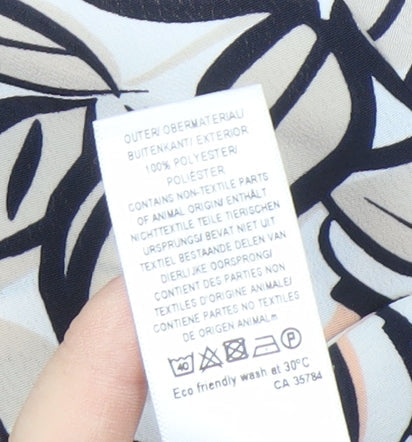 OUTER/ OBERMATERIAL/
BUITENKANT/ EXTERIOR
100% POLYESTER/
POLIÉSTER
CONTAINS NON-TEXTILE PARTS
OF ANIMAL ORIGIN/ ENTHÄLT
NICHTTEXTILE TEILE TIERISCHEN
URSPRUNGS/ BEVAT NIET UIT
TEXTIEL BESTAANDE DELEN VAN
DIERLIJKE OORSPRONG/
CONTIENT DES PARTIES NON
TEXTILES D'ORIGINE ANIMALE/
CONTIENE PARTES NO TEXTILES
DE ORIGEN ANIMAL
40 P
Eco friendly wash at 30°C
CA 35784